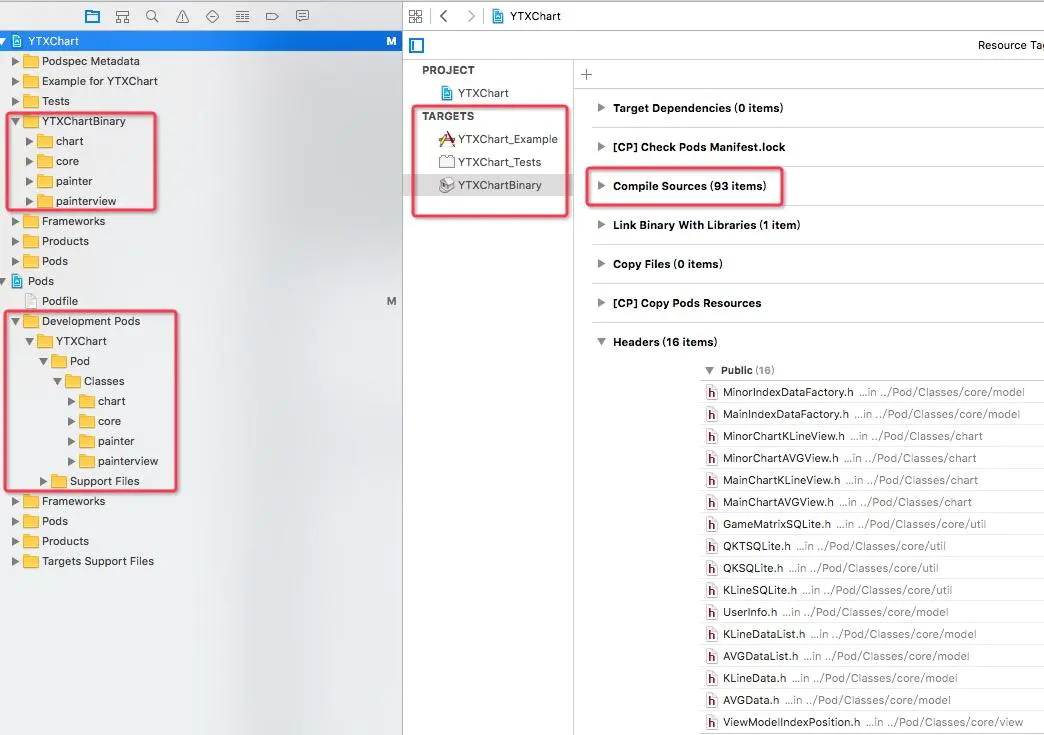 YTXChart
M
Podspec Metadata
Example for YTXChart
Tests
YTXChartBinary
chart
core
painter
painterview
Frameworks
Products
Pods
Pods
Podfile
M
Development Pods
YTXChart
Pod
Classes
chart
core
painter
painterview
Support Files
Frameworks
Pods
Products
Targets Support Files
YTXChart
Resource Tag
PROJECT
YTXChart
TARGETS
YTXChart_Example
YTXChart_Tests
YTXChartBinary
Target Dependencies (0 items)
[CP] Check Pods Manifest.lock
Compile Sources (93 items)
Link Binary With Libraries (1 item)
Copy Files (0 items)
[CP] Copy Pods Resources
Headers (16 items)
Public (16)
MinorIndexDataFactory.h ...in ../Pod/Classes/core/model
MainIndexDataFactory.h ...in ../Pod/Classes/core/model
MinorChartKLineView.h ...in ../Pod/Classes/chart
MinorChartAVGView.h ...in ../Pod/Classes/chart
MainChartKLineView.h ...in ../Pod/Classes/chart
MainChartAVGView.h ...in ../Pod/Classes/chart
GameMatrixSQLite.h ...in ../Pod/Classes/core/util
QKTSQLite.h ...in ../Pod/Classes/core/util
QKSQLite.h ...in ../Pod/Classes/core/util
KLineSQLite.h ...in ../Pod/Classes/core/util
UserInfo.h ...in ../Pod/Classes/core/model
KLineDataList.h ...in ../Pod/Classes/core/model
AVGDataList.h ...in ../Pod/Classes/core/model
KLineData.h ...in ../Pod/Classes/core/model
AVGData.h ...in ../Pod/Classes/core/model
ViewModelIndexPosition.h ...in ../Pod/Classes/core/view